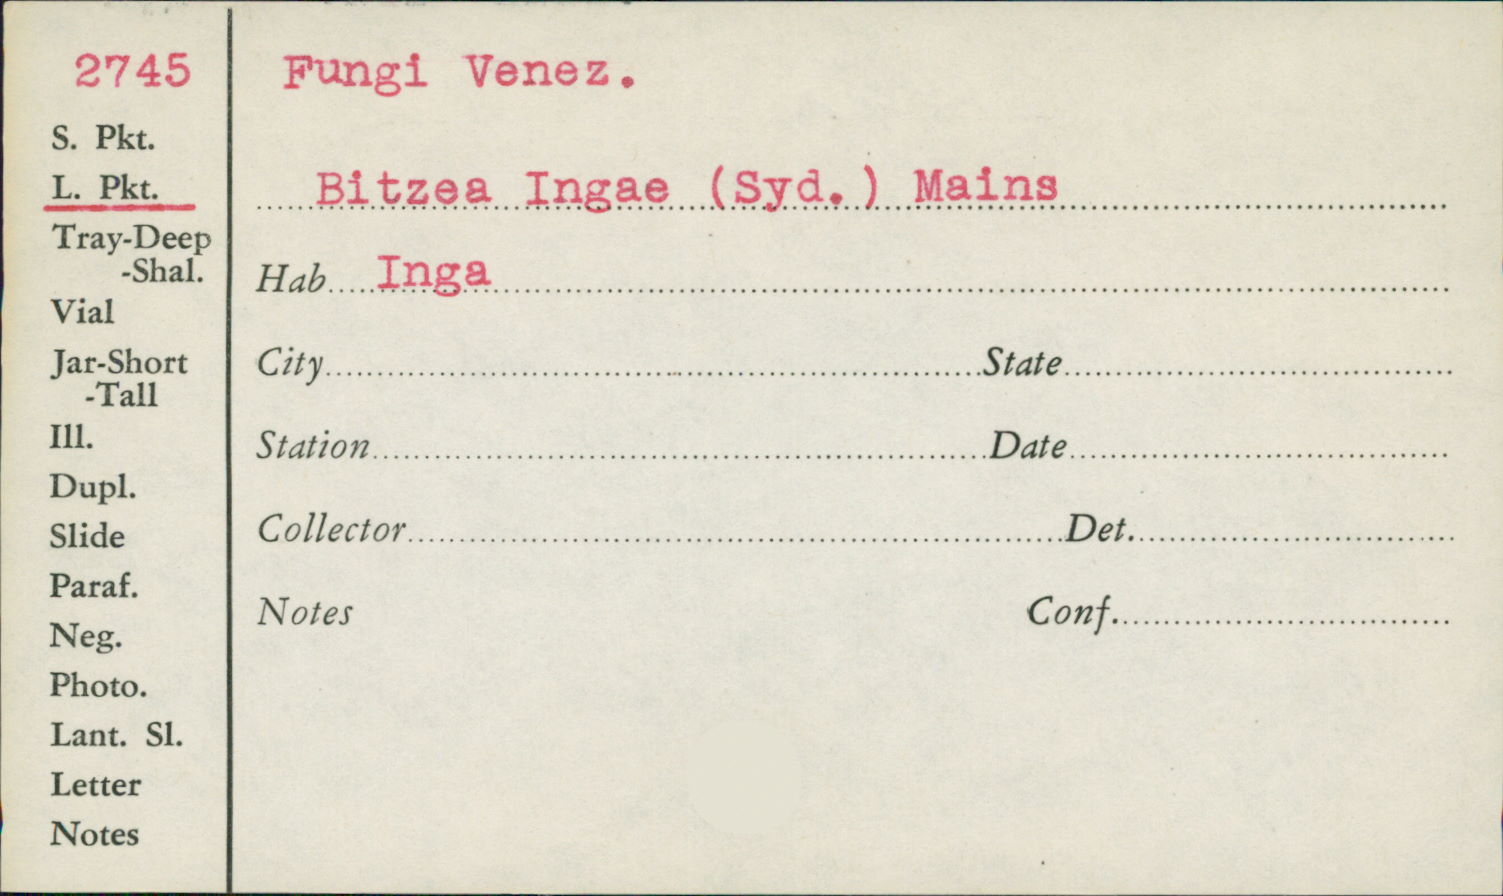 2745
S. Pkt.
L. Pkt.
Tray-Deep
-Shal.
Vial
Jar-Short
-Tall
Ill.
Dupl.
Slide
Paraf.
Neg.
Photo.
Lant. Sl.
Letter
Notes
Fungi Venez.
Bitzea Ingae (Syd.) Mains
Hab Inga
City State
Station Date
Collector Det.
Notes Conf.